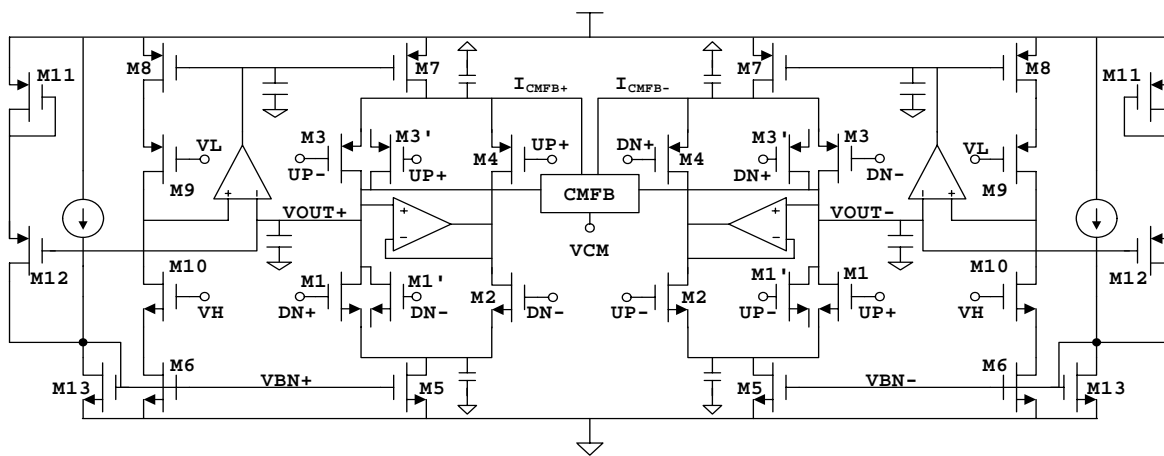 M11
M8
M7
I_CMFB+
I_CMFB-
M7
M8
M11
VL
M9
M3
M3'
UP-
UP+
M4
UP+
DN+
M4
M3'
M3
DN+
DN-
VL
M9
+
-
-
+
CMFB
VOUT+
+
-
VCM
+
-
VOUT-
M12
M10
VH
M1
M1'
DN+
DN-
M2
DN-
UP-
M2
M1'
M1
UP-
UP+
M10
VH
M12
M13
M6
VBN+
M5
M5
VBN-
M6
M13